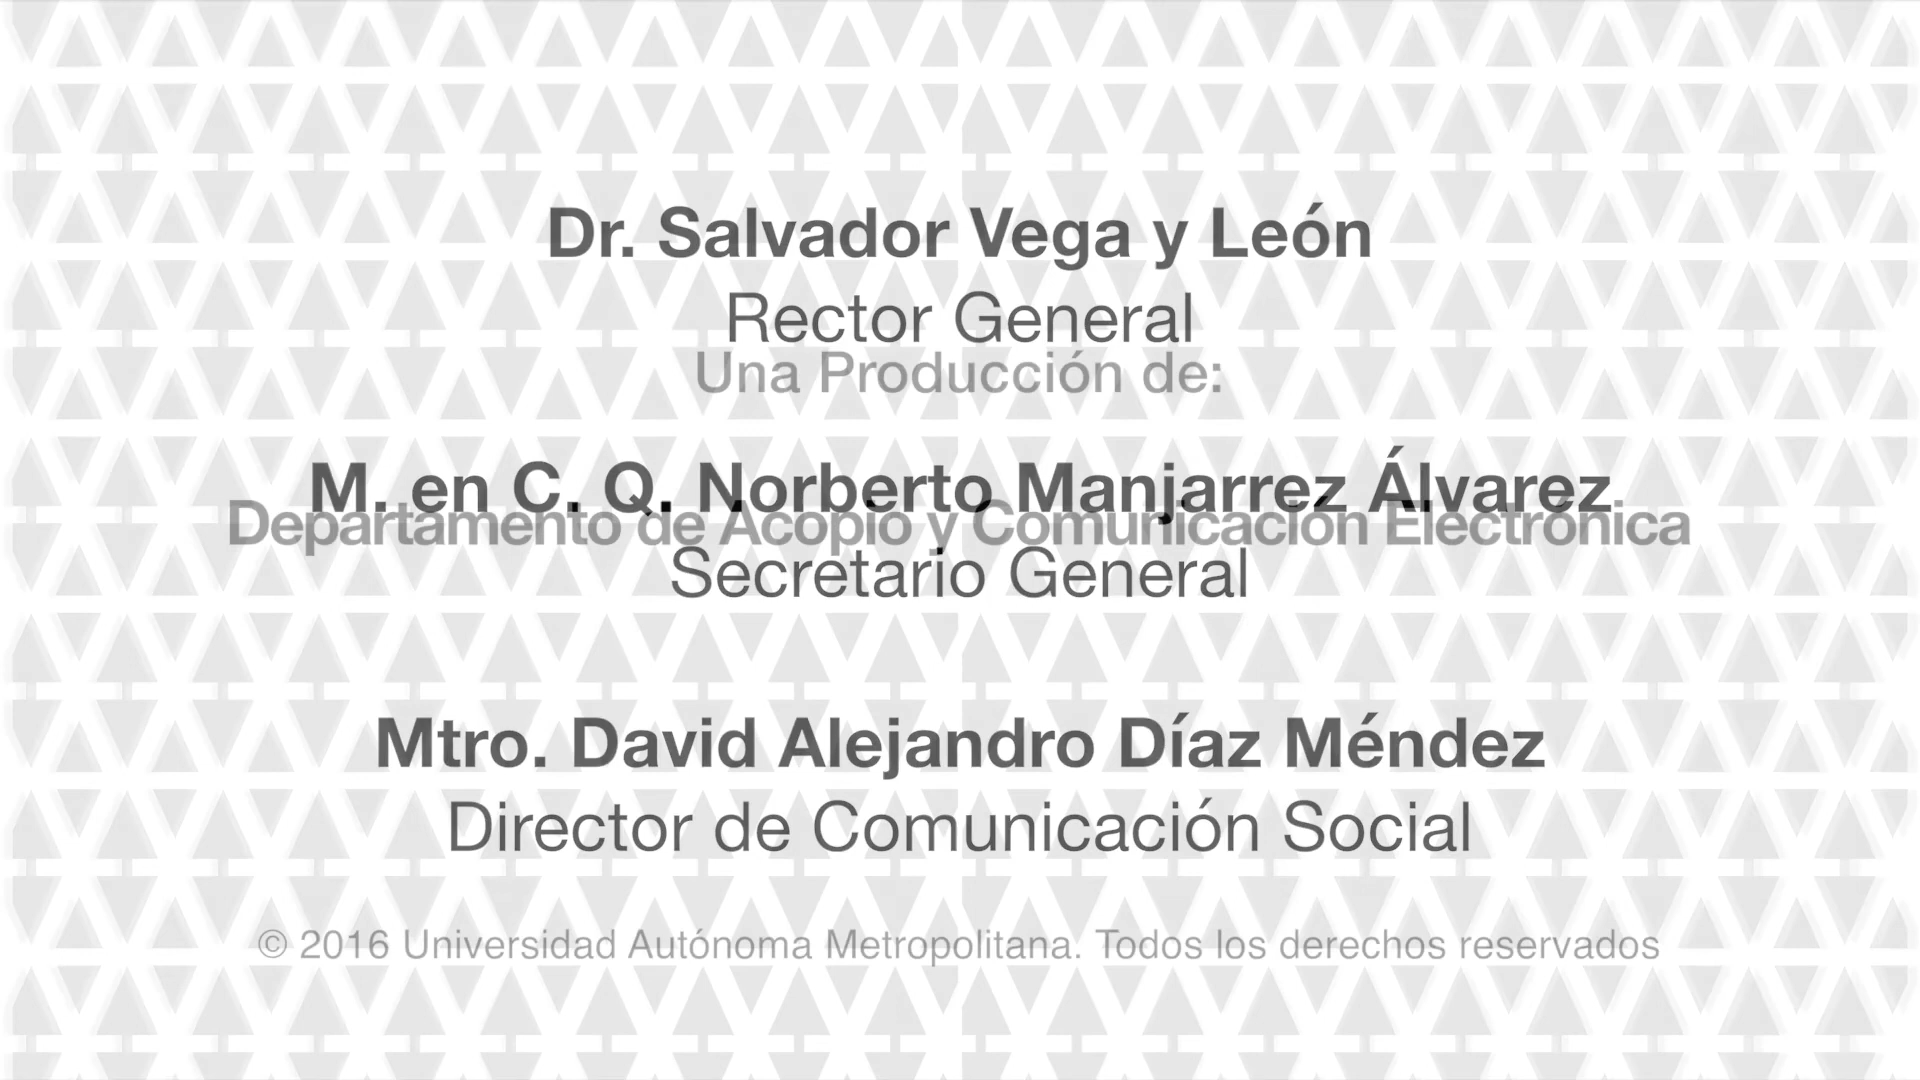 Dr. Salvador Vega y León
Rector General
Una Producción de:
M. en C. Q. Norberto Manjarrez Álvarez
Departamento de Acopio y Comunicación Electrónica
Secretario General
Mtro. David Alejandro Díaz Méndez
Director de Comunicación Social
© 2016 Universidad Autónoma Metropolitana. Todos los derechos reservados